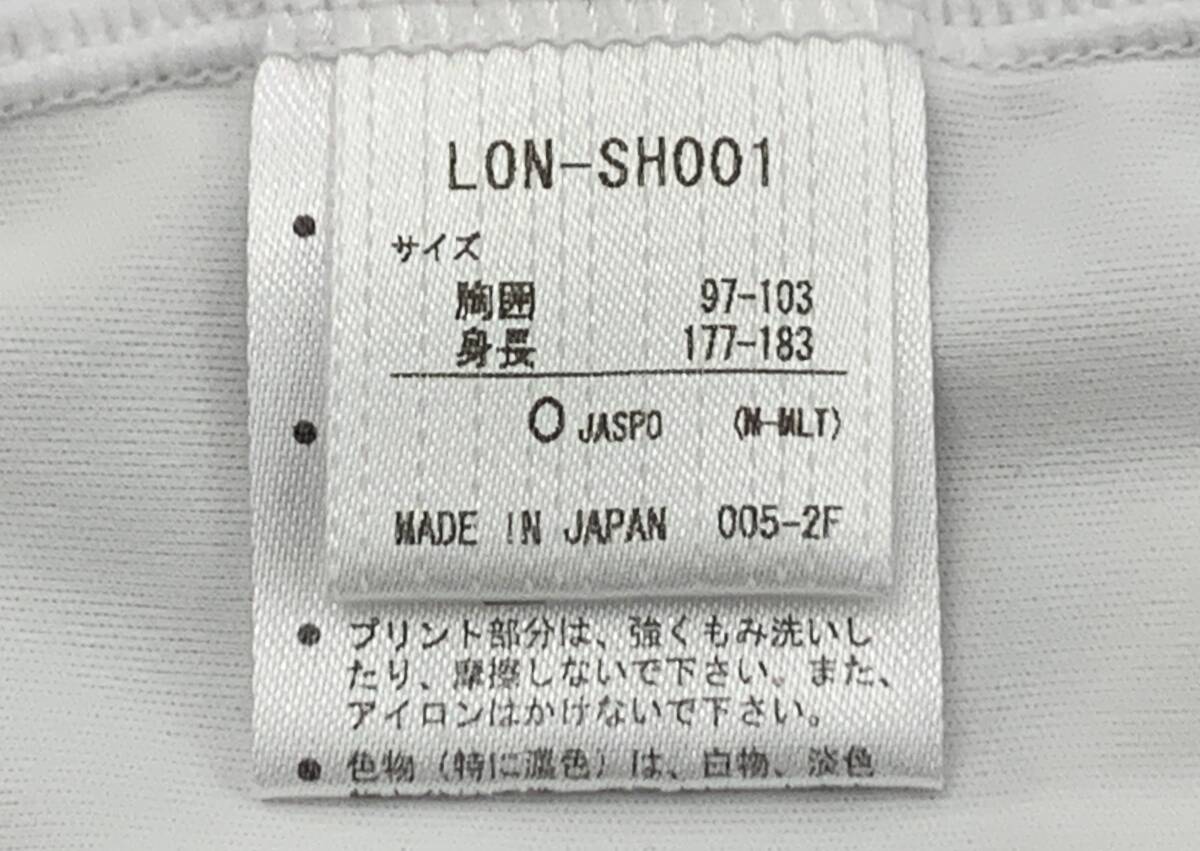 LON-SH001
サイズ
胸囲 97-103
身長 177-183
O JASPO (M-MLT)
MADE IN JAPAN 005-2F
● プリント部分は、強くもみ洗いし
たり、摩擦しないで下さい。また、
アイロンはかけないで下さい。
● 色物(特に濃色)は、白物、淡色